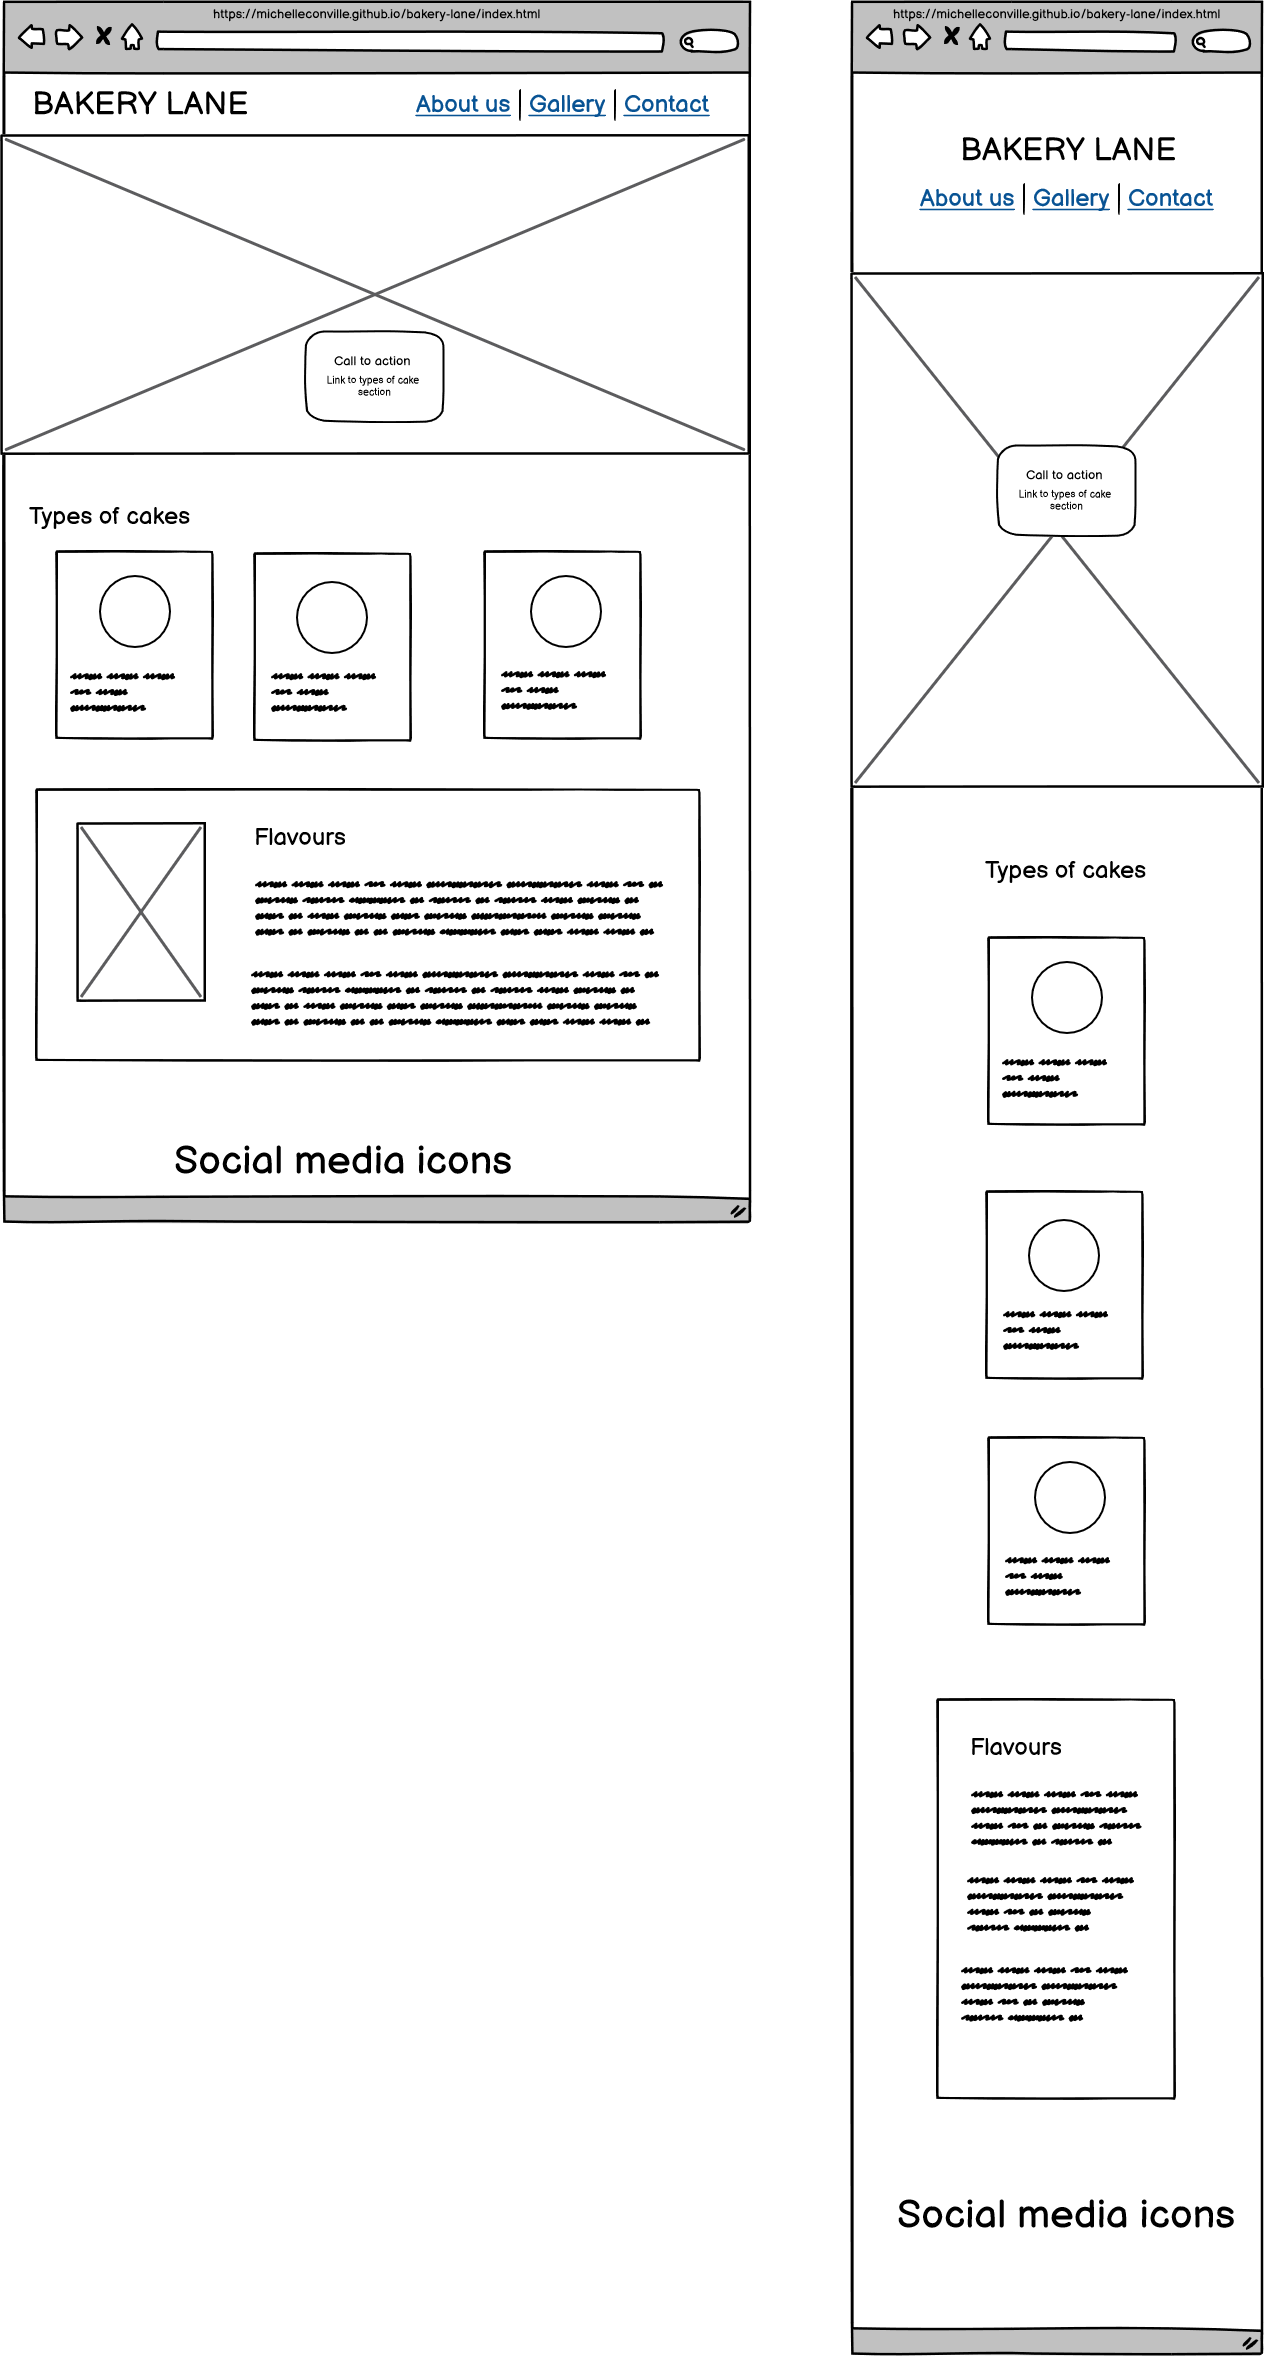 https://michelleconville.github.io/bakery-lane/index.html
BAKERY LANE
About us | Gallery | Contact
Call to action
Link to types of cake
section
Types of cakes
Flavours
Social media icons
https://michelleconville.github.io/bakery-lane/index.html
BAKERY LANE
About us | Gallery | Contact
Call to action
Link to types of cake
section
Types of cakes
Flavours
Social media icons